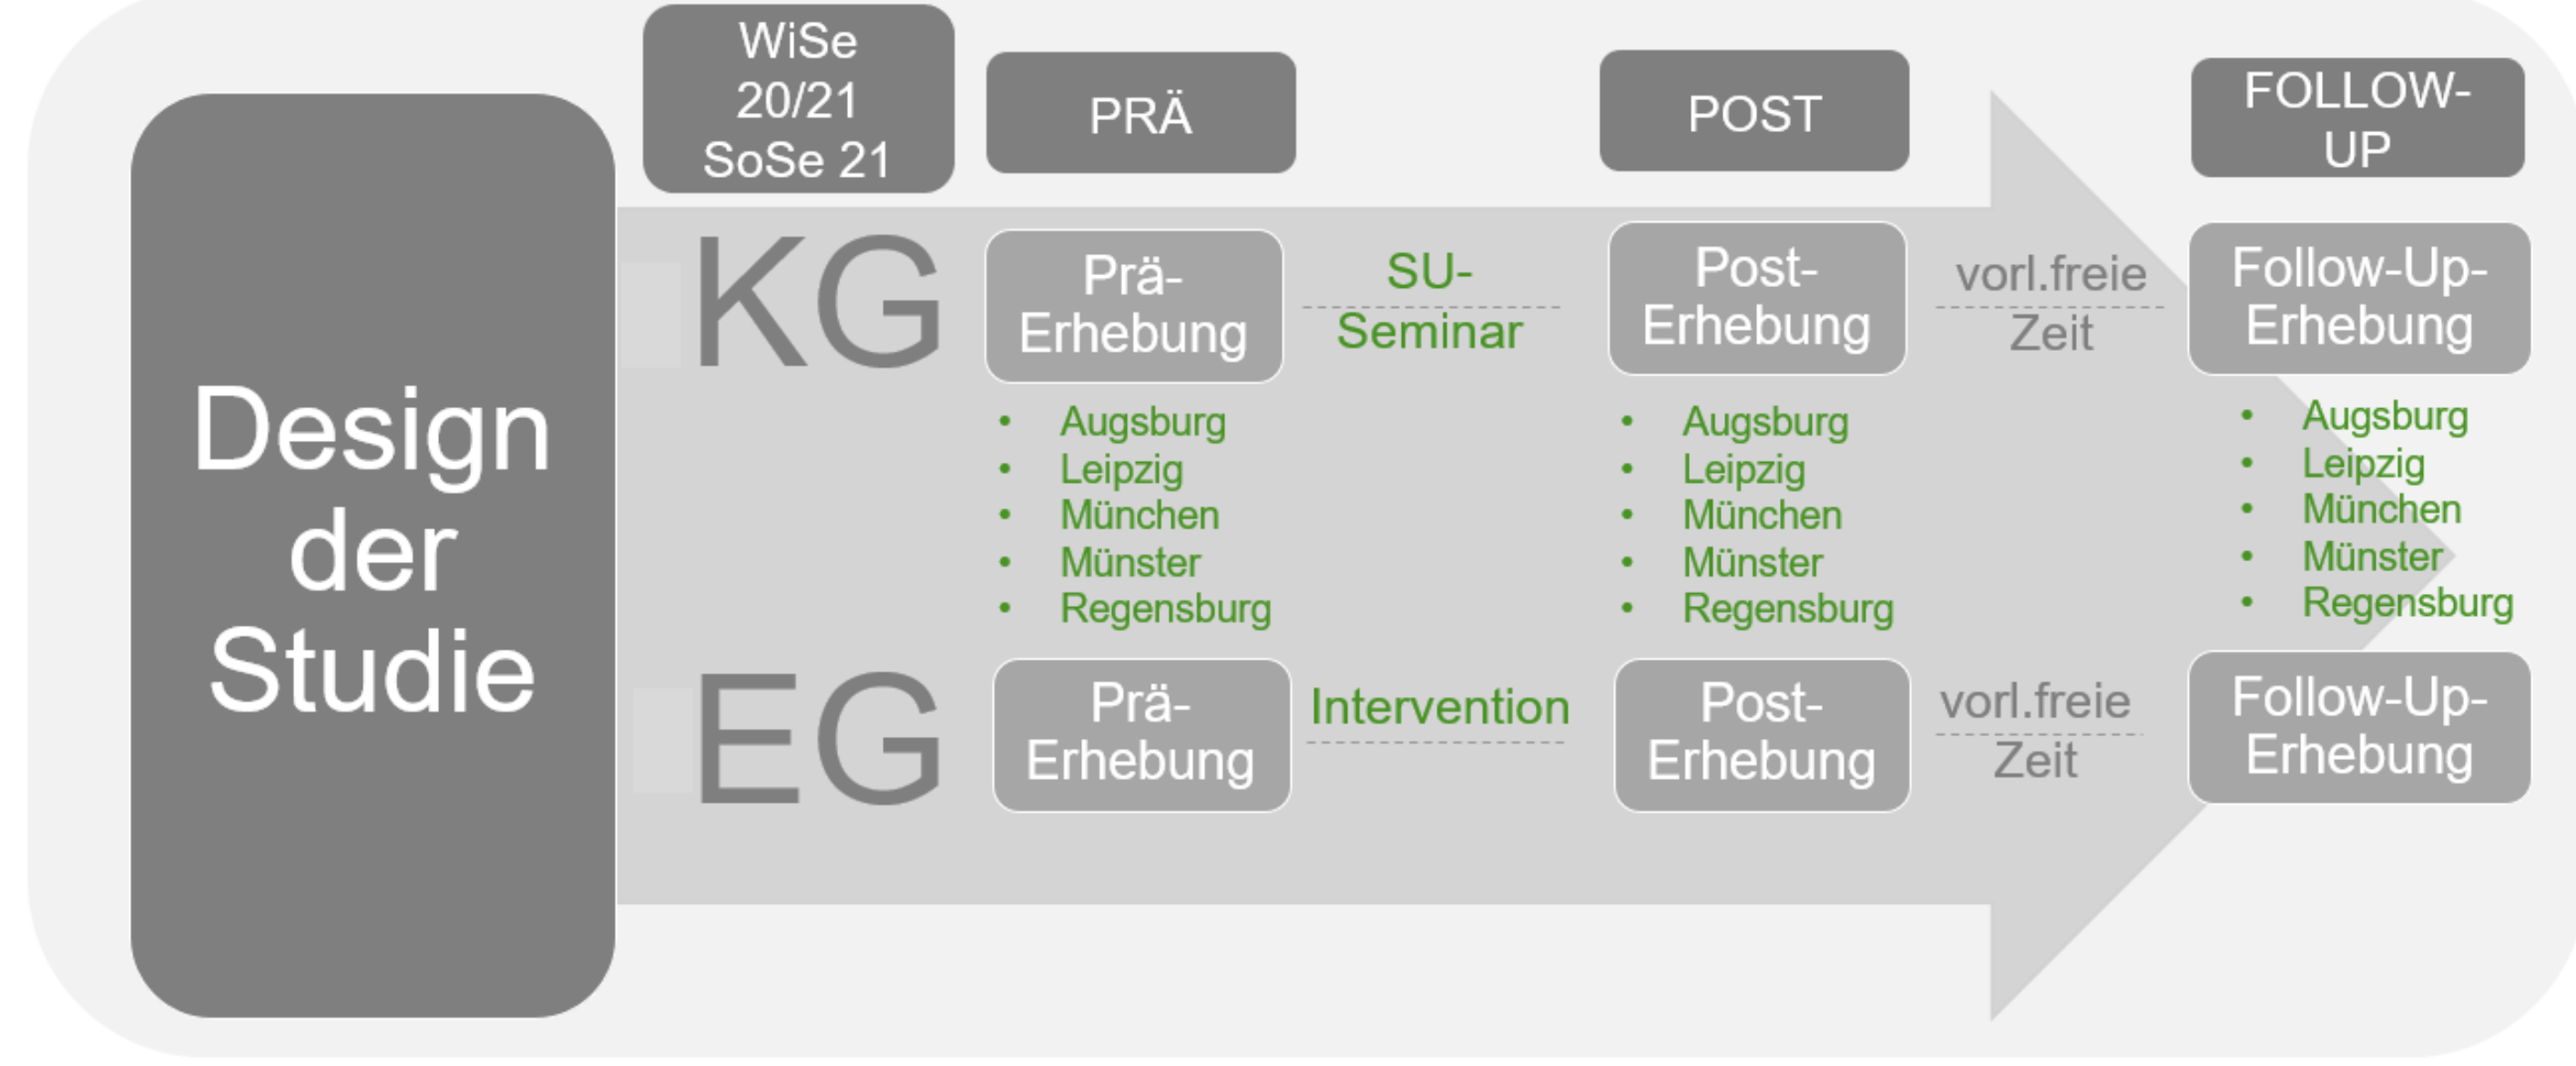 Design
der
Studie
WiSe
20/21
SoSe 21
PRÄ
POST
FOLLOW-
UP
KG
Prä-
Erhebung
SU-
Seminar
Post-
Erhebung
vorl.freie
Zeit
Follow-Up-
Erhebung
• Augsburg
• Leipzig
• München
• Münster
• Regensburg
• Augsburg
• Leipzig
• München
• Münster
• Regensburg
• Augsburg
• Leipzig
• München
• Münster
• Regensburg
EG
Prä-
Erhebung
Intervention
Post-
Erhebung
vorl.freie
Zeit
Follow-Up-
Erhebung